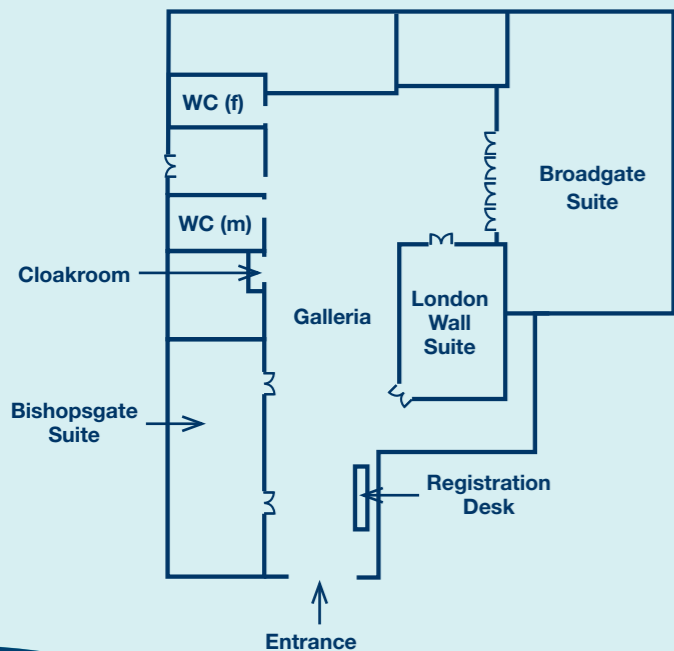 WC (f)
Broadgate
Suite
WC (m)
Cloakroom
Galleria
London
Wall
Suite
Bishopsgate
Suite
Registration
Desk
Entrance